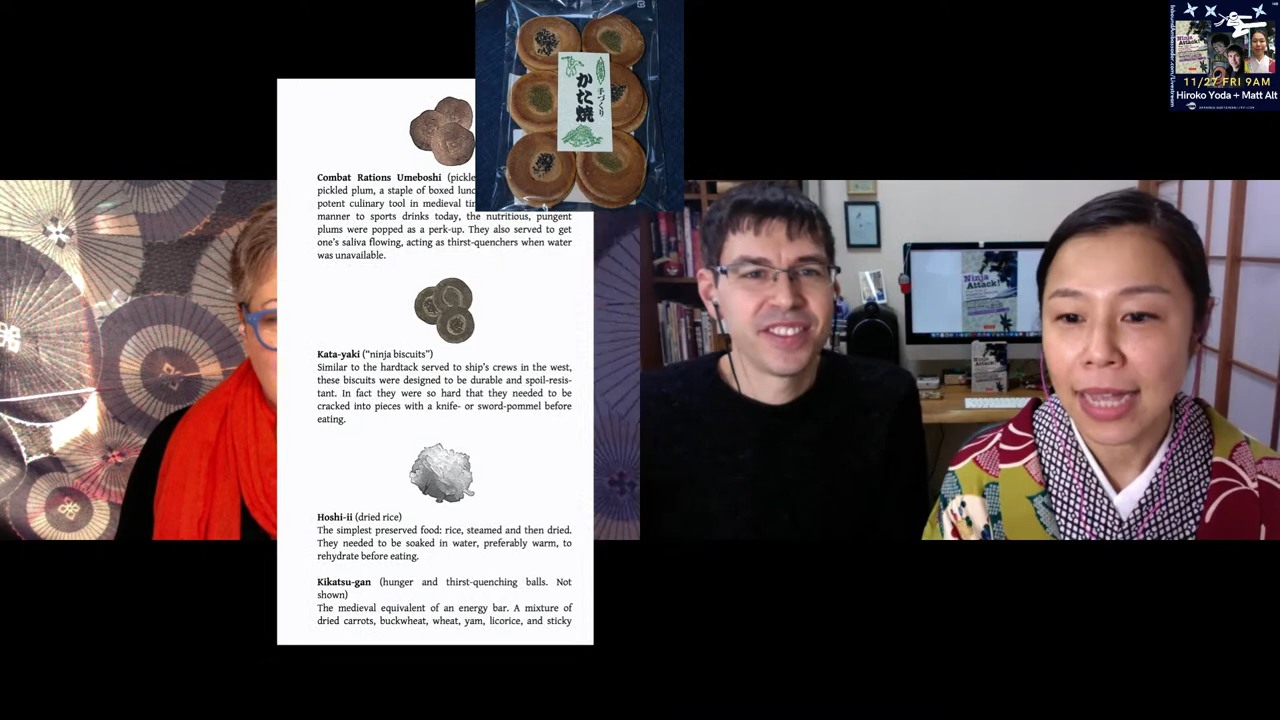 Combat Rations Umeboshi (pickle
pickled plum, a staple of boxed lunc
potent culinary tool in medieval tin
manner to sports drinks today, the nutritious, pungent
plums were popped as a perk-up. They also served to get
one's saliva flowing, acting as thirst-quenchers when water
was unavailable.
Kata-yaki ("ninja biscuits")
Similar to the hardtack served to ship's crews in the west,
these biscuits were designed to be durable and spoil-resis-
tant. In fact they were so hard that they needed to be
cracked into pieces with a knife- or sword-pommel before
eating.
Hoshi-ii (dried rice)
The simplest preserved food: rice, steamed and then dried.
They needed to be soaked in water, preferably warm, to
rehydrate before eating.
Kikatsu-gan (hunger and thirst-quenching balls. Not
shown)
The medieval equivalent of an energy bar. A mixture of
dried carrots, buckwheat, wheat, yam, licorice, and sticky
手づくり
かた焼
Ninja
Attack!
InboundAmbassador.com/Livestream
Ninja
Attack!
11/27 FRI 9AM
Hiroko Yoda + Matt Alt